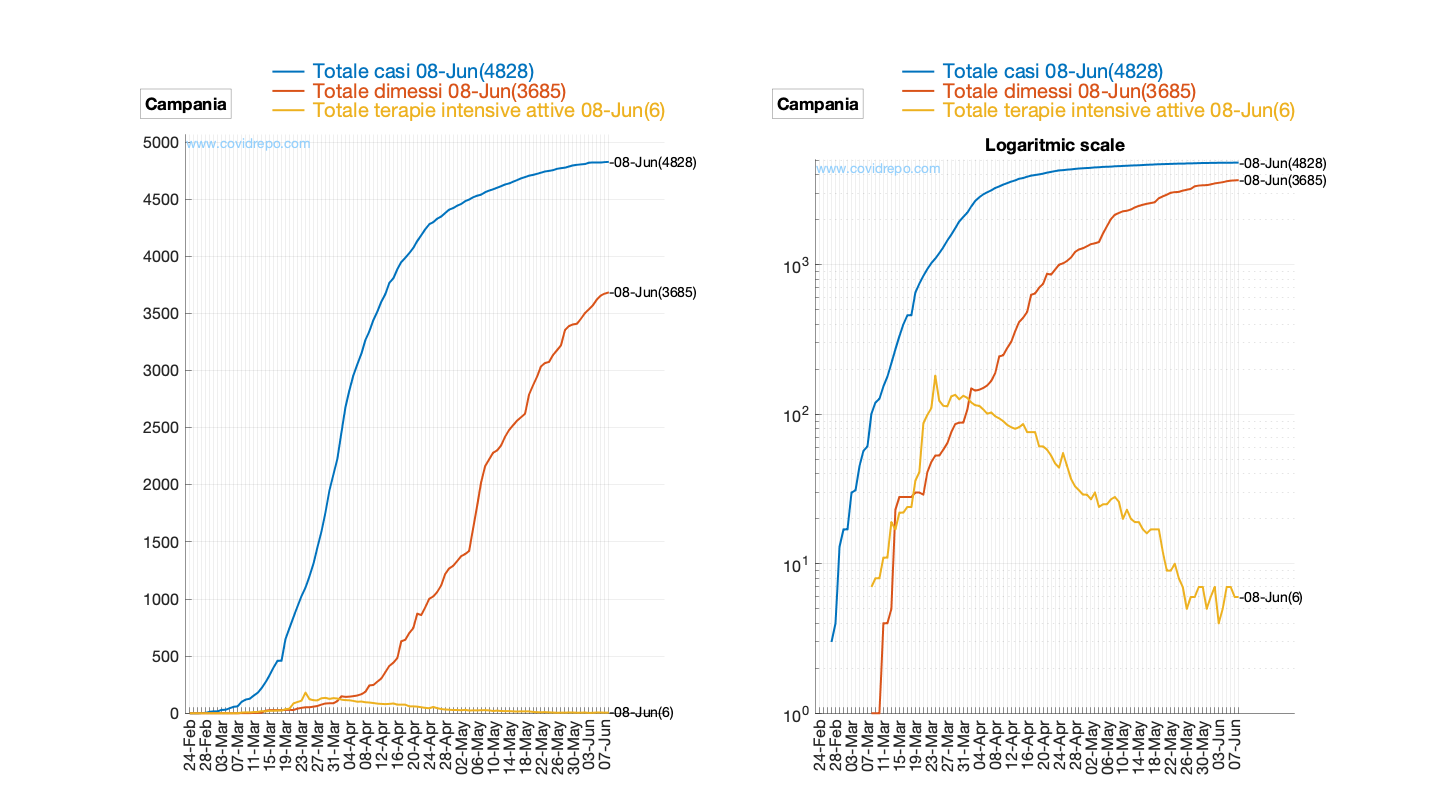 Totale casi 08-Jun(4828)
Totale dimessi 08-Jun(3685)
Totale terapie intensive attive 08-Jun(6)
Campania
www.covidrepo.com
5000
4500
4000
3500
3000
2500
2000
1500
1000
500
0
-08-Jun(4828)
-08-Jun(3685)
-08-Jun(6)
24-Feb
28-Feb
03-Mar
07-Mar
11-Mar
15-Mar
19-Mar
23-Mar
27-Mar
31-Mar
04-Apr
08-Apr
12-Apr
16-Apr
20-Apr
24-Apr
28-Apr
02-May
06-May
10-May
14-May
18-May
22-May
26-May
30-May
03-Jun
07-Jun
Totale casi 08-Jun(4828)
Totale dimessi 08-Jun(3685)
Totale terapie intensive attive 08-Jun(6)
Campania
Logaritmic scale
www.covidrepo.com
10^3
10^2
10^1
10^0
-08-Jun(4828)
-08-Jun(3685)
-08-Jun(6)
24-Feb
28-Feb
03-Mar
07-Mar
11-Mar
15-Mar
19-Mar
23-Mar
27-Mar
31-Mar
04-Apr
08-Apr
12-Apr
16-Apr
20-Apr
24-Apr
28-Apr
02-May
06-May
10-May
14-May
18-May
22-May
26-May
30-May
03-Jun
07-Jun